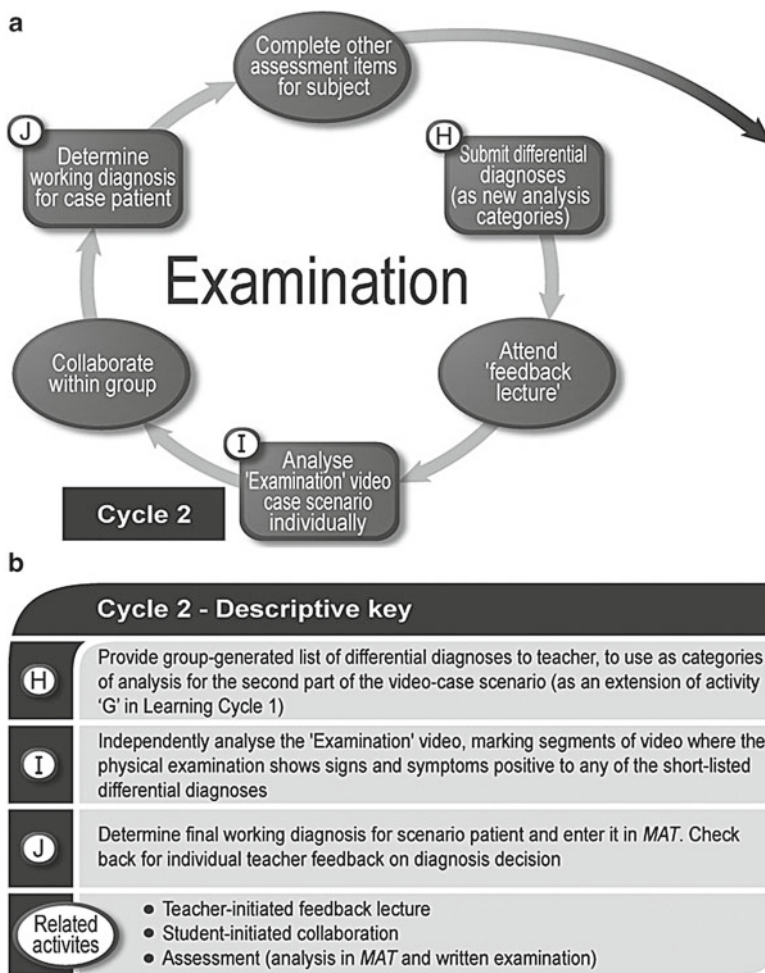 a
Complete other
assessment items
for subject
J
Determine
working diagnosis
for case patient
H
Submit differential
diagnoses
(as new analysis
categories)
Examination
Collaborate
within group
Attend
'feedback
lecture'
I
Analyse
'Examination' video
case scenario
individually
Cycle 2
b
Cycle 2 - Descriptive key
H
Provide group-generated list of differential diagnoses to teacher, to use as categories
of analysis for the second part of the video-case scenario (as an extension of activity
'G' in Learning Cycle 1)
I
Independently analyse the 'Examination' video, marking segments of video where the
physical examination shows signs and symptoms positive to any of the short-listed
differential diagnoses
J
Determine final working diagnosis for scenario patient and enter it in MAT. Check
back for individual teacher feedback on diagnosis decision
Related
activites
• Teacher-initiated feedback lecture
• Student-initiated collaboration
• Assessment (analysis in MAT and written examination)